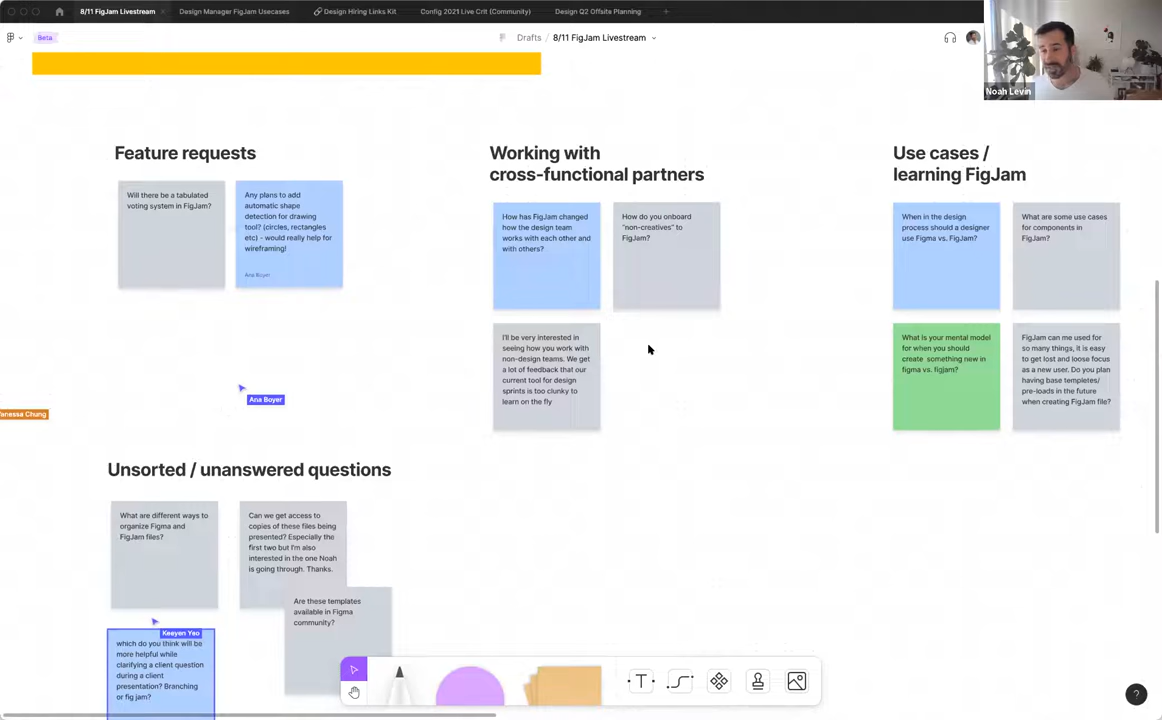 8/11 FigJam Livestream
Design Manager FigJam Usecases
Design Hiring Links Kit
Config 2021 Live Crit (Community)
Design Q2 Offsite Planning
Beta
Drafts / 8/11 FigJam Livestream
Noah Levin
Feature requests
Will there be a tabulated
voting system in FigJam?
Any plans to add
automatic shape
detection for drawing
tool? (circles, rectangles
etc) - would really help for
wireframing!
Ana Boyer
Working with
cross-functional partners
How has FigJam changed
how the design team
works with each other and
with others?
How do you onboard
"non-creatives" to
FigJam?
I'll be very interested in
seeing how you work with
non-design teams. We get
a lot of feedback that our
current tool for design
sprints is too clunky to
learn on the fly
Use cases /
learning FigJam
When in the design
process should a designer
use Figma vs. FigJam?
What are some use cases
for components in
FigJam?
What is your mental model
for when you should
create something new in
figma vs. figjam?
FigJam can me used for
so many things, it is easy
to get lost and loose focus
as a new user. Do you plan
having base templates/
pre-loads in the future
when creating FigJam file?
Ana Boyer
anessa Chung
Unsorted / unanswered questions
What are different ways to
organize Figma and
FigJam files?
Can we get access to
copies of these files being
presented? Especially the
first two but I'm also
interested in the one Noah
is going through. Thanks.
Are these templates
available in Figma
community?
Keeyen Yeo
which do you think will be
more helpful while
clarifying a client question
during a client
presentation? Branching
or fig jam?
T
?